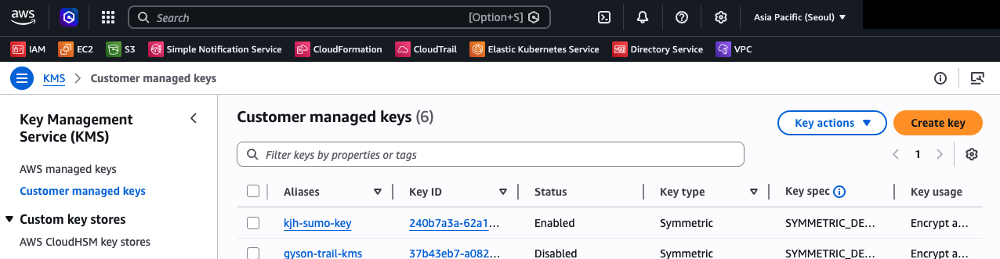 aws Search [Option+S] Asia Pacific (Seoul)
IAM EC2 S3 Simple Notification Service CloudFormation CloudTrail Elastic Kubernetes Service Directory Service VPC
KMS > Customer managed keys
Key Management
Service (KMS)
AWS managed keys
Customer managed keys
Custom key stores
AWS CloudHSM key stores
Customer managed keys (6)
Key actions
Create key
Filter keys by properties or tags
1
Aliases Key ID Status Key type Key spec Key usage
kjh-sumo-key 240b7a3a-62a1... Enabled Symmetric SYMMETRIC_DE... Encrypt a...
gyson-trail-kms 37b43eb7-a082... Disabled Symmetric SYMMETRIC_DE... Encrypt a...